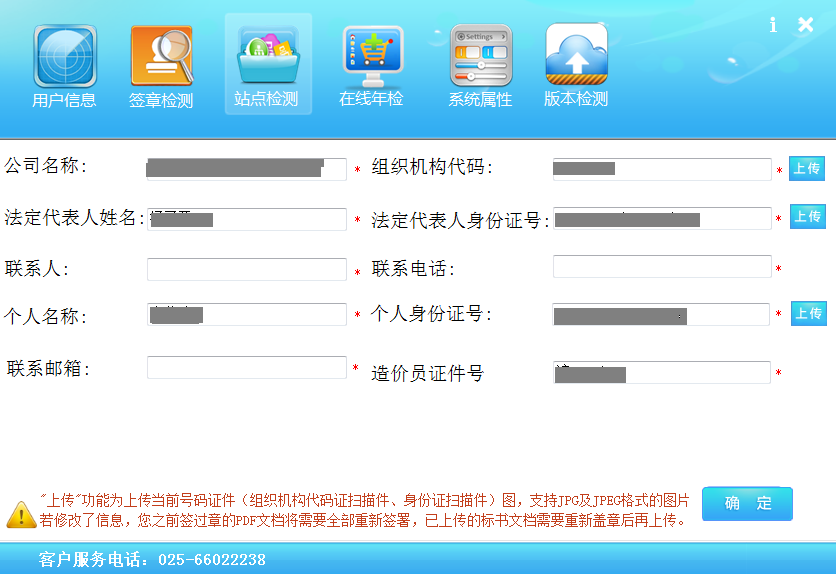 Settings
用户信息 签章检测 站点检测 在线年检 系统属性 版本检测
公司名称: * 组织机构代码: * 上传
法定代表人姓名: * 法定代表人身份证号: * 上传
联系人: * 联系电话: *
个人名称: * 个人身份证号: * 上传
联系邮箱: * 造价员证件号 *
"上传"功能为上传当前号码证件（组织机构代码证扫描件、身份证扫描件）图，支持JPG及JPEG格式的图片
若修改了信息，您之前签过章的PDF文档将需要全部重新签署，已上传的标书文档需要重新盖章后再上传。
确 定
客户服务电话: 025-66022238